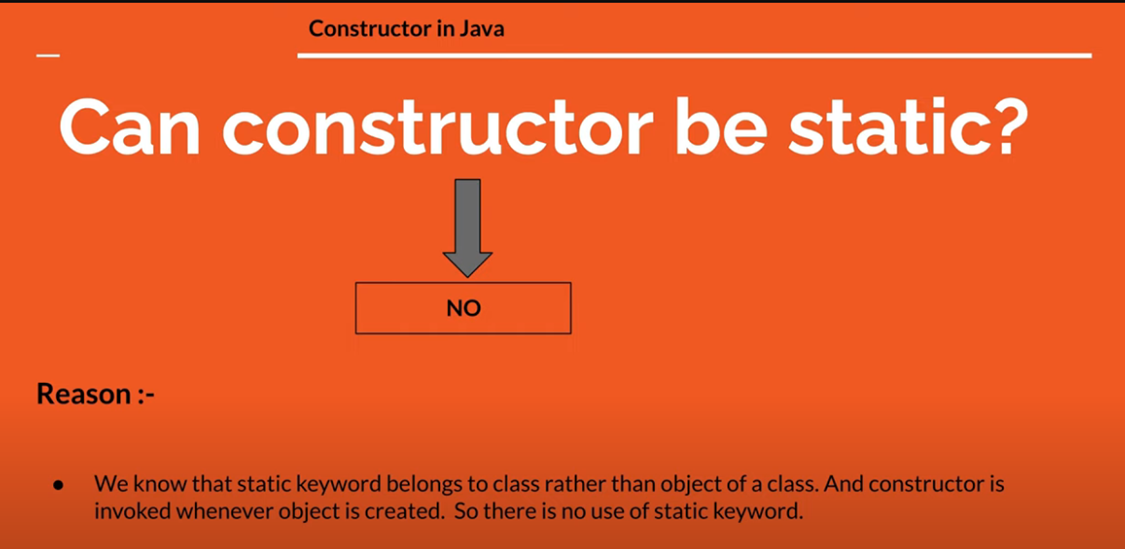 Constructor in Java
Can constructor be static?
NO
Reason :-
● We know that static keyword belongs to class rather than object of a class. And constructor is
invoked whenever object is created. So there is no use of static keyword.